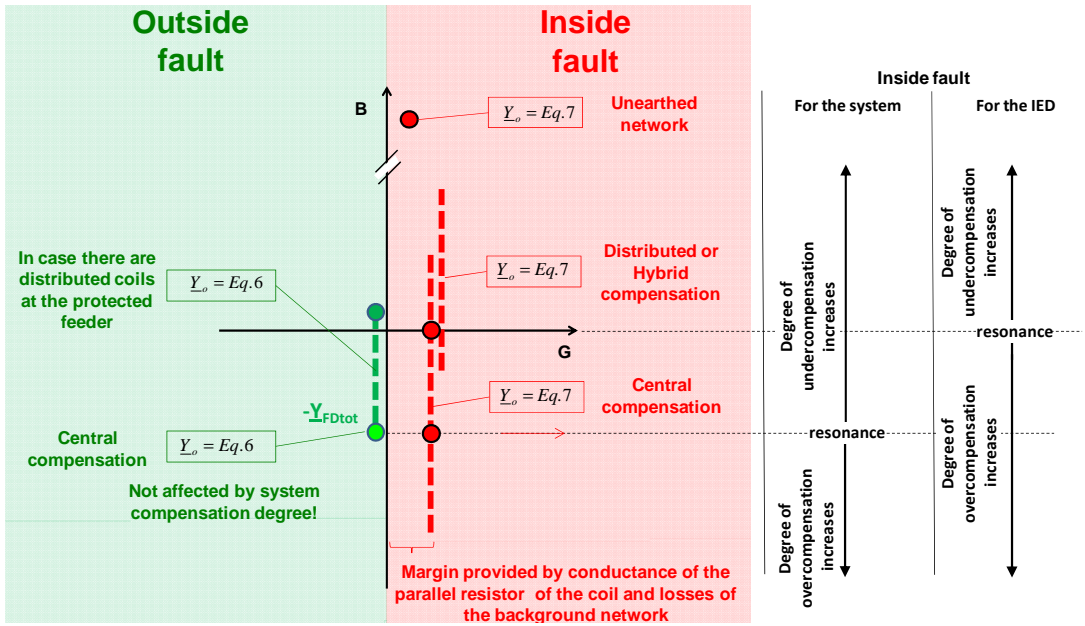 Outside
fault
Inside
fault
B
Y_o = Eq.7
Unearthed
network
In case there are
distributed coils
at the protected
feeder
Y_o = Eq.6
Y_o = Eq.7
Distributed or
Hybrid
compensation
G
-Y_FDtot
Y_o = Eq.7
Central
compensation
Central
compensation
Y_o = Eq.6
Not affected by system
compensation degree!
Margin provided by conductance of the
parallel resistor of the coil and losses of
the background network
Inside fault
For the system
For the IED
Degree of
undercompensation
increases
resonance
Degree of
overcompensation
increases
Degree of
undercompensation
increases
resonance
Degree of
overcompensation
increases